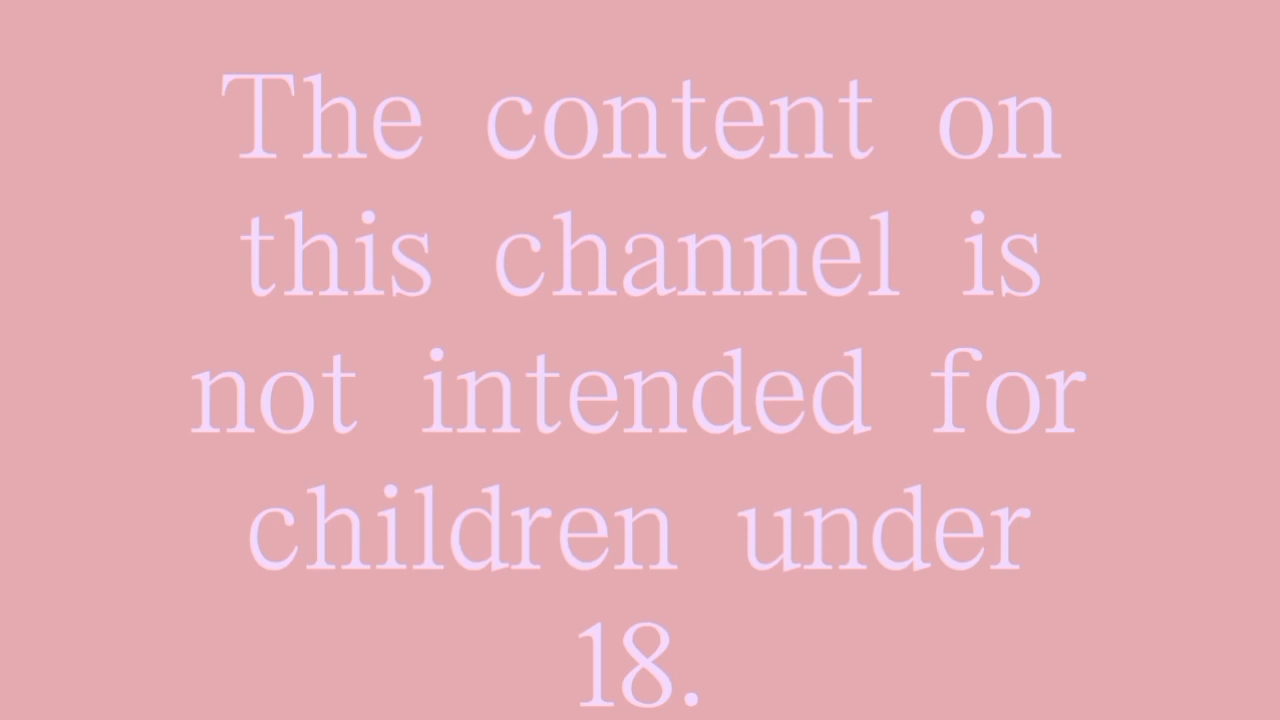 The content on
this channel is
not intended for
children under
18.